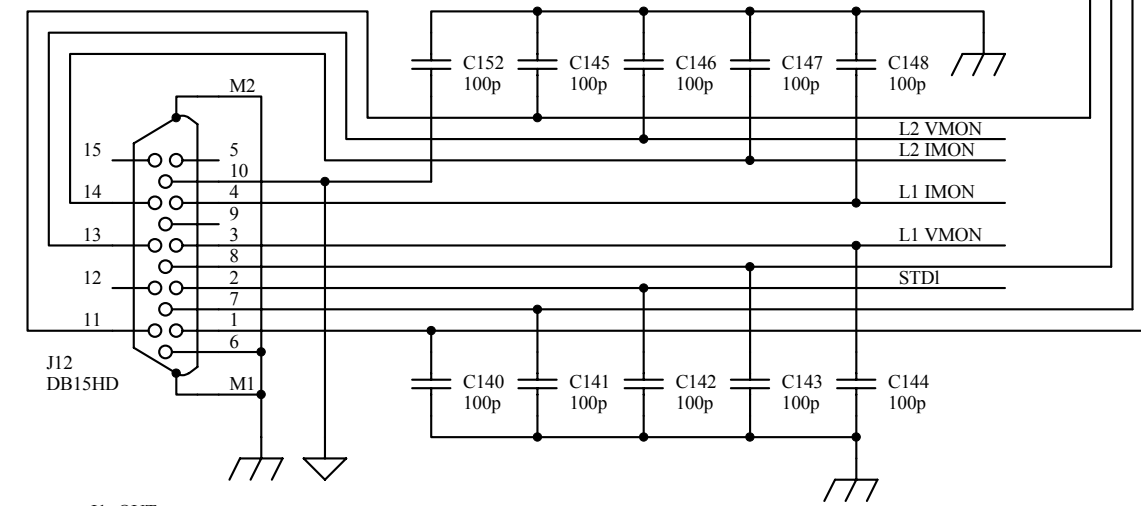 C152
100p
C145
100p
C146
100p
C147
100p
C148
100p
M2
L2 VMON
L2 IMON
15
5
10
14
4
L1 IMON
9
13
3
L1 VMON
8
12
2
STDl
7
11
1
6
J12
DB15HD
M1
C140
100p
C141
100p
C142
100p
C143
100p
C144
100p